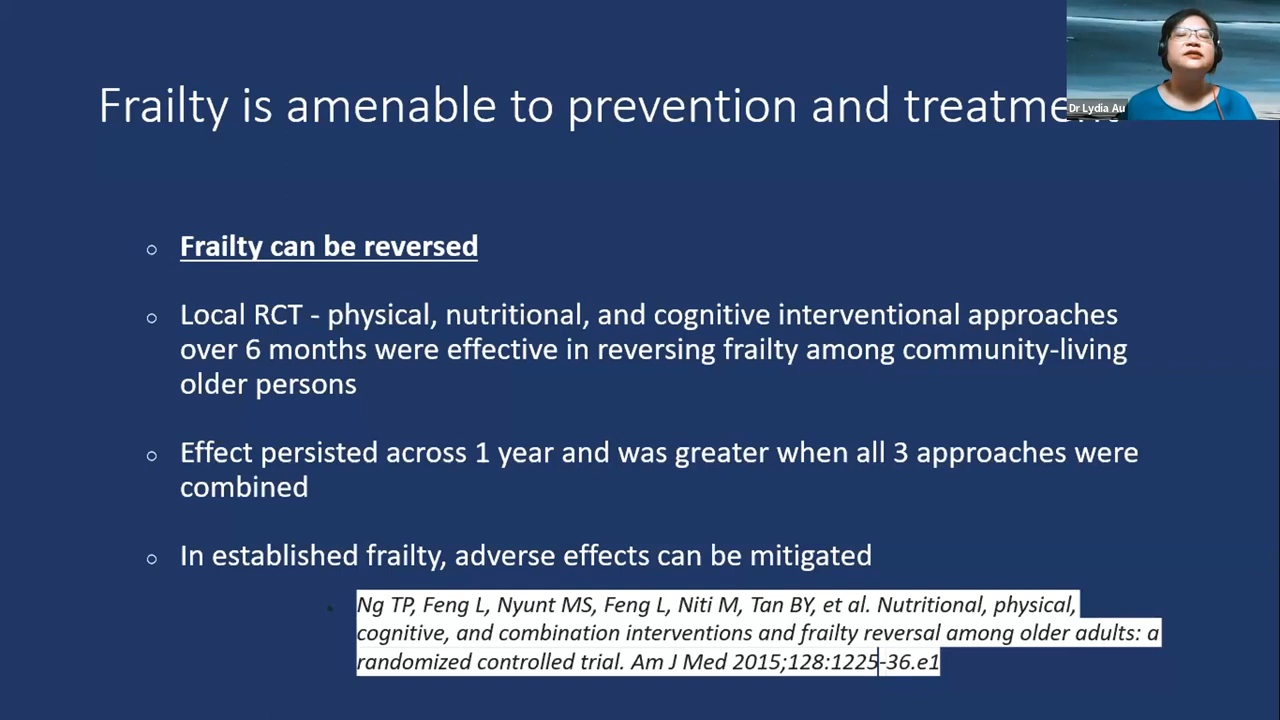 Frailty is amenable to prevention and treatment
Dr Lydia Au
Frailty can be reversed
Local RCT - physical, nutritional, and cognitive interventional approaches
over 6 months were effective in reversing frailty among community-living
older persons
Effect persisted across 1 year and was greater when all 3 approaches were
combined
In established frailty, adverse effects can be mitigated
Ng TP, Feng L, Nyunt MS, Feng L, Niti M, Tan BY, et al. Nutritional, physical,
cognitive, and combination interventions and frailty reversal among older adults: a
randomized controlled trial. Am J Med 2015;128:1225-36.e1